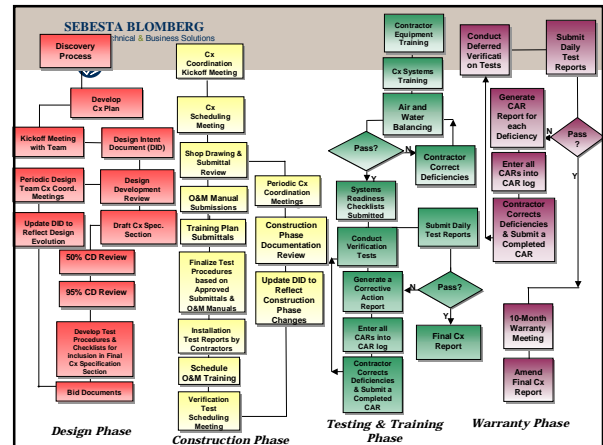 SEBESTA BLOMBERG
Technical & Business Solutions
Discovery
Process
Develop
Cx Plan
Kickoff Meeting
with Team
Design Intent
Document (DID)
Periodic Design
Team Cx Coord.
Meetings
Design
Development
Review
Update DID to
Reflect Design
Evolution
Draft Cx Spec.
Section
50% CD Review
95% CD Review
Develop Test
Procedures &
Checklists for
inclusion in Final
Cx Specification
Section
Bid Documents
Design Phase
Cx
Coordination
Kickoff Meeting
Cx
Scheduling
Meeting
Shop Drawing &
Submittal
Review
O&M Manual
Submissions
Training Plan
Submittals
Finalize Test
Procedures
based on
Approved
Submittals &
O&M Manuals
Installation
Test Reports by
Contractors
Schedule
O&M Training
Verification
Test
Scheduling
Meeting
Periodic Cx
Coordination
Meetings
Construction
Phase
Documentation
Review
Update DID to
Reflect
Construction
Phase
Changes
Construction Phase
Contractor
Equipment
Training
Cx Systems
Training
Air and
Water
Balancing
Pass?
N
Contractor
Correct
Deficiencies
Y
Systems
Readiness
Checklists
Submitted
Conduct
Verification
Tests
Submit Daily
Test Reports
Generate a
Corrective
Action
Report
N
Pass?
Y
Enter all
CARs into
CAR log
Final Cx
Report
Contractor
Corrects
Deficiencies
& Submit a
Completed
CAR
Testing & Training
Phase
Conduct
Deferred
Verificati
on Tests
Submit
Daily
Test
Reports
Generate
CAR
Report for
each
Deficiency
N
Pass
?
Y
Enter all
CARs into
CAR log
Contractor
Corrects
Deficiencies
& Submit a
Completed
CAR
10-Month
Warranty
Meeting
Amend
Final Cx
Report
Warranty Phase